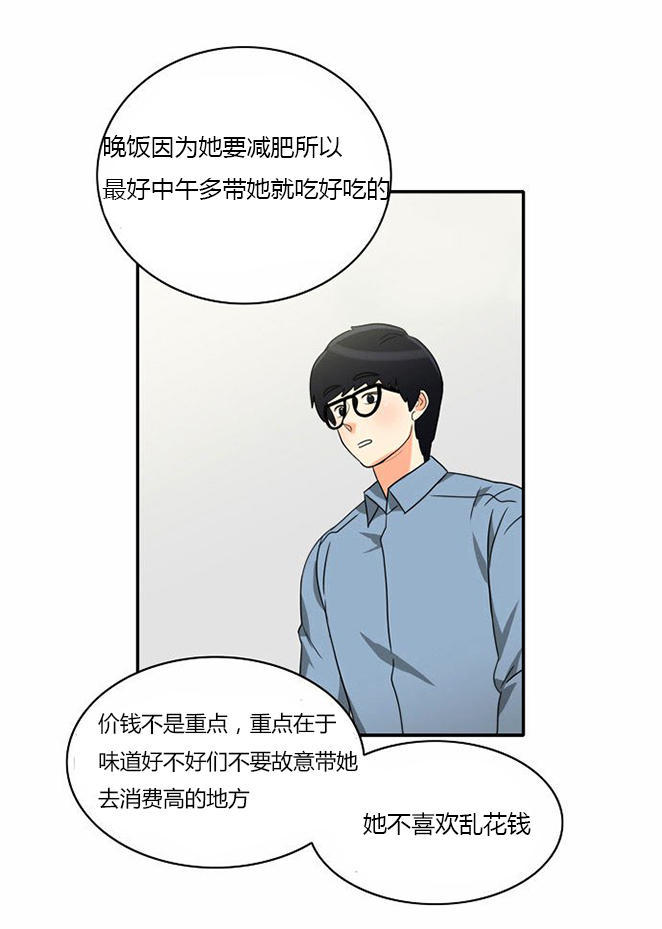 晚饭因为她要减肥所以
最好中午多带她就吃好吃的
价钱不是重点，重点在于
味道好不好们不要故意带她
去消费高的地方
她不喜欢乱花钱